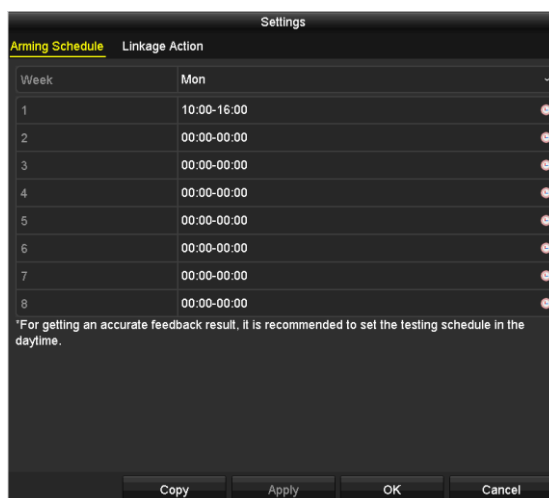 Settings
Arming Schedule Linkage Action
Week Mon
1 10:00-16:00
2 00:00-00:00
3 00:00-00:00
4 00:00-00:00
5 00:00-00:00
6 00:00-00:00
7 00:00-00:00
8 00:00-00:00
*For getting an accurate feedback result, it is recommended to set the testing schedule in the
daytime.
Copy Apply OK Cancel